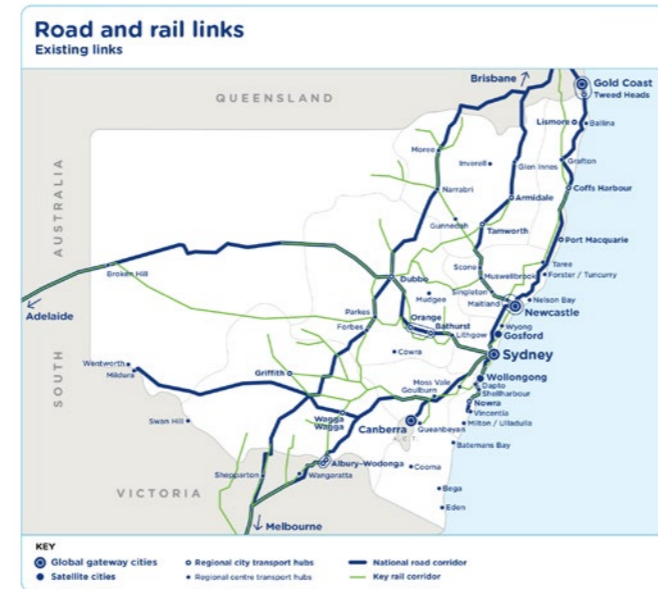 Road and rail links
Existing links
Brisbane
Gold Coast
Tweed Heads
QUEENSLAND
Lismore
Ballina
Moree
Inverell
Glen Innes
Grafton
Narrabri
Armidale
Coffs Harbour
Gunnedah
Tamworth
Port Macquarie
AUSTRALIA
Scone
Taree
Broken Hill
Muswellbrook
Forster / Tuncurry
Dubbo
Singleton
Mudgee
Maitland
Nelson Bay
Newcastle
Adelaide
Parkes
Orange
Forbes
Bathurst
Lithgow
Wyong
Gosford
Cowra
Sydney
SOUTH
Wentworth
Mildura
Griffith
Moss Vale
Goulburn
Wollongong
Dapto
Shellharbour
Nowra
Vincentia
Swan Hill
Wagga
Wagga
Canberra
Queanbeyan
Milton / Ulladulla
A.C.T.
Batemans Bay
Albury-Wodonga
Cooma
Shepparton
Wangaratta
VICTORIA
Bega
Eden
Melbourne
KEY
Global gateway cities
Regional city transport hubs
National road corridor
Satellite cities
Regional centre transport hubs
Key rail corridor